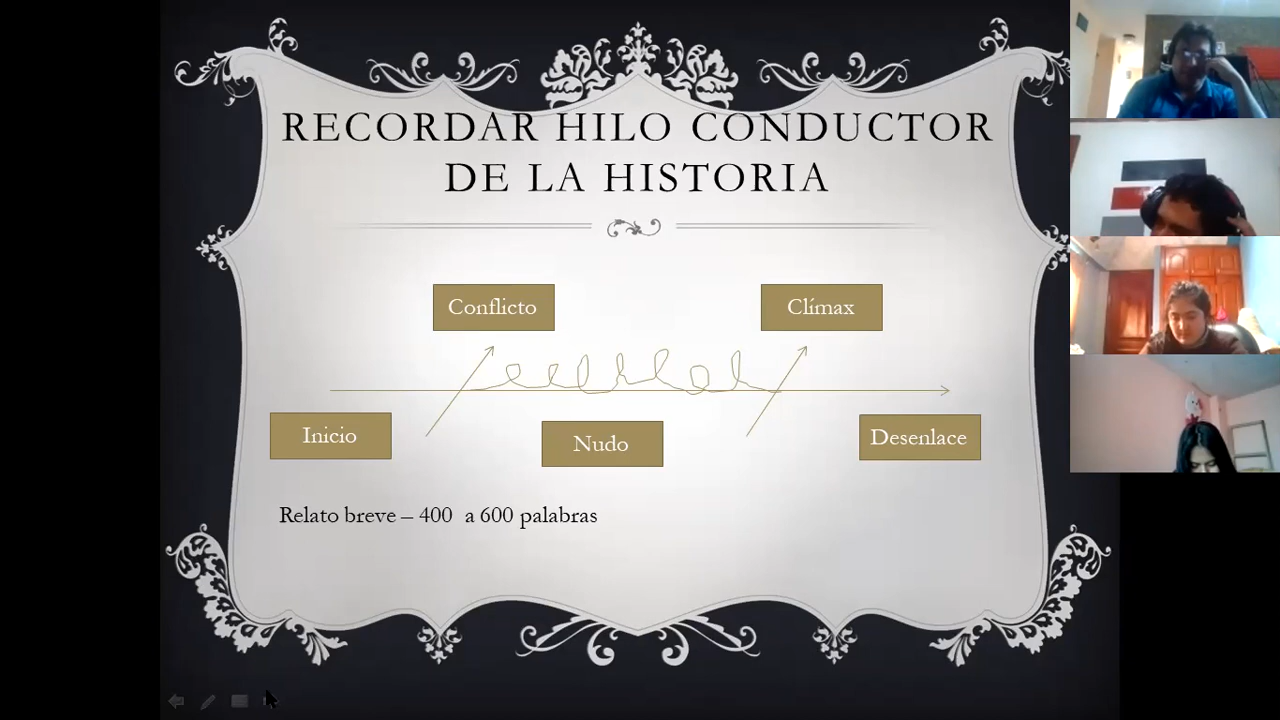 RECORDAR HILO CONDUCTOR
DE LA HISTORIA
Conflicto
Clímax
Inicio
Nudo
Desenlace
Relato breve – 400 a 600 palabras